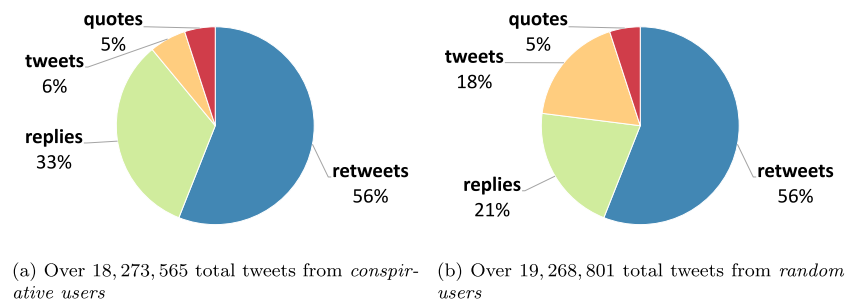 quotes
5%
tweets
6%
replies
33%
retweets
56%
(a) Over 18, 273, 565 total tweets from conspir-
ative users
quotes
5%
tweets
18%
replies
21%
retweets
56%
(b) Over 19, 268, 801 total tweets from random
users